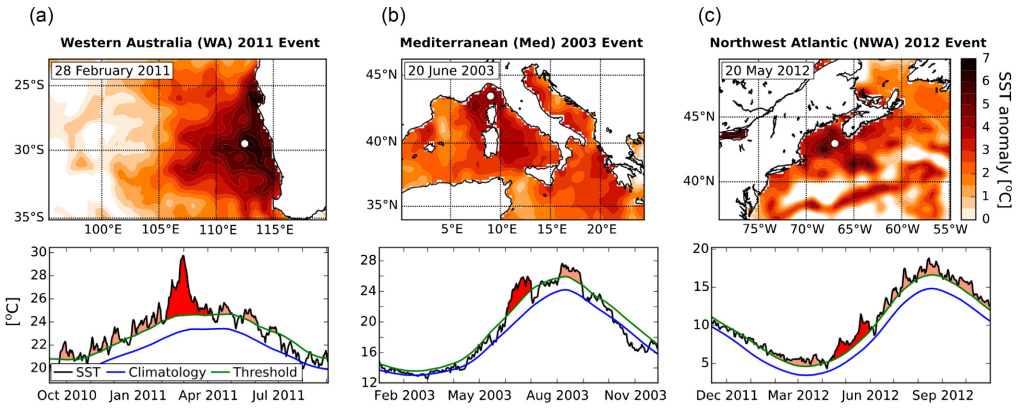 (a)
Western Australia (WA) 2011 Event
28 February 2011
25°S
30°S
35°S
100°E 105°E 110°E 115°E
(b)
Mediterranean (Med) 2003 Event
20 June 2003
45°N
40°N
35°N
5°E 10°E 15°E 20°E
(c)
Northwest Atlantic (NWA) 2012 Event
20 May 2012
45°N
40°N
75°W 70°W 65°W 60°W 55°W
7
6
5
4
3
2
1
0
SST anomaly [°C]
[°C]
30
28
26
24
22
20
SST Climatology Threshold
Oct 2010 Jan 2011 Apr 2011 Jul 2011
28
24
20
16
12
Feb 2003 May 2003 Aug 2003 Nov 2003
20
15
10
5
Dec 2011 Mar 2012 Jun 2012 Sep 2012